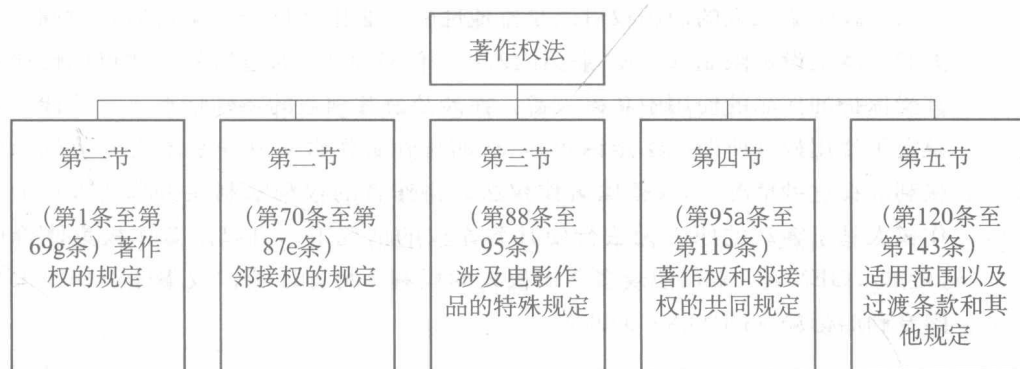 著作权法
第一节
（第1条至第
69g条）著作
权的规定
第二节
（第70条至第
87e条）
邻接权的规定
第三节
（第88条至
95条）
涉及电影作
品的特殊规定
第四节
（第95a条至
第119条）
著作权和邻接
权的共同规定
第五节
（第120条至
第143条）
适用范围以及
过渡条款和其
他规定